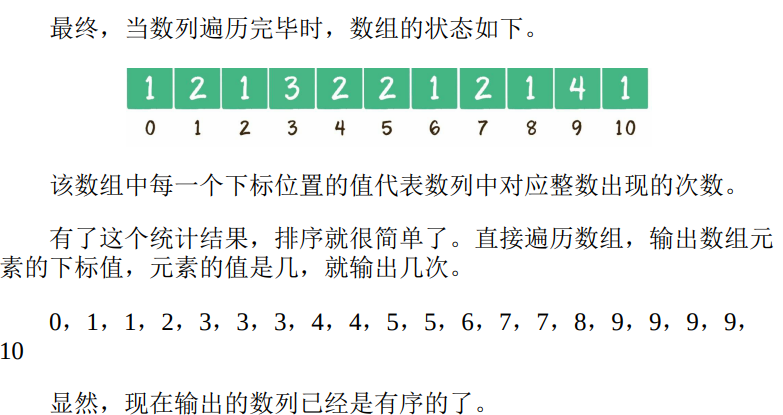 最终，当数列遍历完毕时，数组的状态如下。
1 2 1 3 2 2 1 2 1 4 1
0 1 2 3 4 5 6 7 8 9 10
该数组中每一个下标位置的值代表数列中对应整数出现的次数。
有了这个统计结果，排序就很简单了。直接遍历数组，输出数组元
素的下标值，元素的值是几，就输出几次。
0，1，1，2，3，3，3，4，4，5，5，6，7，7，8，9，9，9，9，
10
显然，现在输出的数列已经是有序的了。